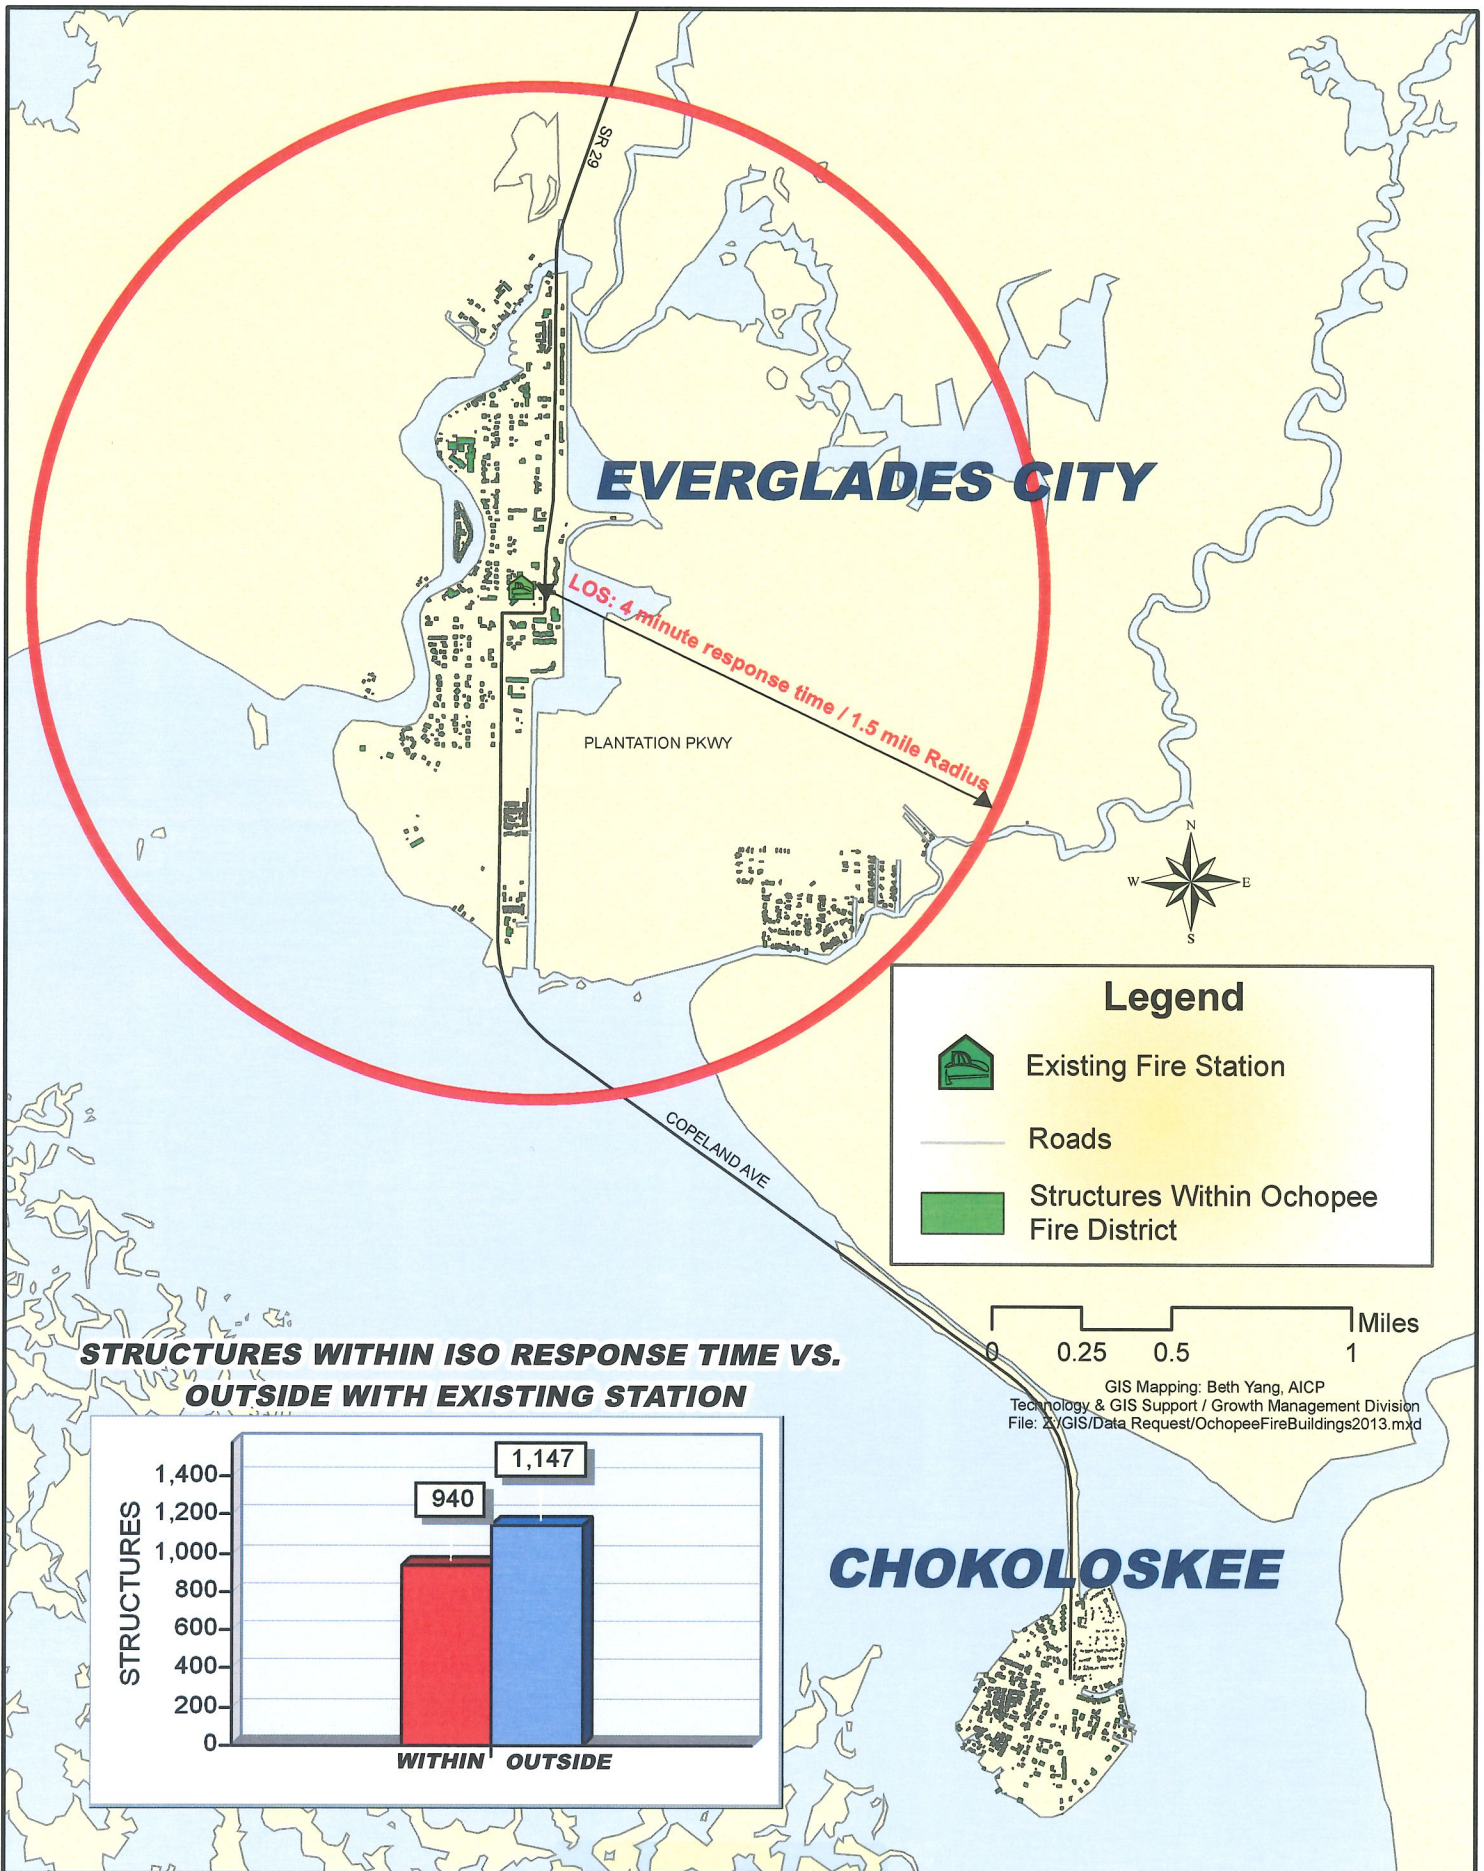 SR 29
EVERGLADES CITY
LOS: 4 minute response time / 1.5 mile Radius
PLANTATION PKWY
N
W
E
S
Legend
Existing Fire Station
Roads
Structures Within Ochopee
Fire District
COPELAND AVE
Miles
0 0.25 0.5 1
GIS Mapping: Beth Yang, AICP
Technology & GIS Support / Growth Management Division
File: Z:/GIS/Data Request/OchopeeFireBuildings2013.mxd
STRUCTURES WITHIN ISO RESPONSE TIME VS.
OUTSIDE WITH EXISTING STATION
STRUCTURES
1,400
1,200
1,000
800
600
400
200
0
940
1,147
WITHIN OUTSIDE
CHOKOLOSKEE